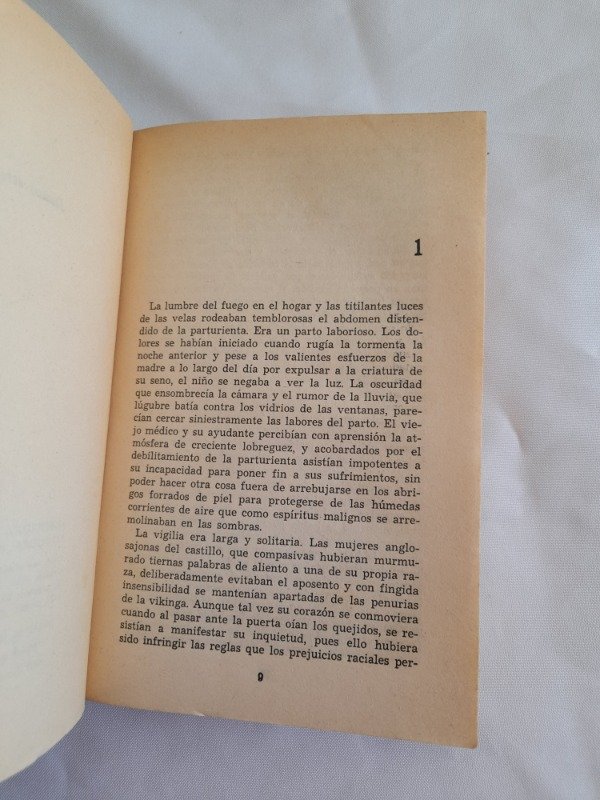 1
La lumbre del fuego en el hogar y las titilantes luces
de las velas rodeaban temblorosas el abdomen disten-
dido de la parturienta. Era un parto laborioso. Los do-
lores se habían iniciado cuando rugía la tormenta la
noche anterior y pese a los valientes esfuerzos de la
madre a lo largo del día por expulsar a la criatura de
su seno, el niño se negaba a ver la luz. La oscuridad
que ensombrecía la cámara y el rumor de la lluvia, que
lúgubre batía contra los vidrios de las ventanas, pare-
cían cercar siniestramente las labores del parto. El vie-
jo médico y su ayudante percibían con aprensión la at-
mósfera de creciente lobreguez, y acobardados por el
debilitamiento de la parturienta asistían impotentes a
su incapacidad para poner fin a sus sufrimientos, sin
poder hacer otra cosa fuera de arrebujarse en los abri-
gos forrados de piel para protegerse de las húmedas
corrientes de aire que como espíritus malignos se arre-
molinaban en las sombras.
La vigilia era larga y solitaria. Las mujeres anglo-
sajonas del castillo, que compasivas hubieran murmu-
rado tiernas palabras de aliento a una de su propia ra-
za, deliberadamente evitaban el aposento y con fingida
insensibilidad se mantenían apartadas de las penurias
de la vikinga. Aunque tal vez su corazón se conmoviera
cuando al pasar ante la puerta oían los quejidos, se re-
sistían a manifestar su inquietud, pues ello hubiera
sido infringir las reglas que los prejuicios raciales per-
9